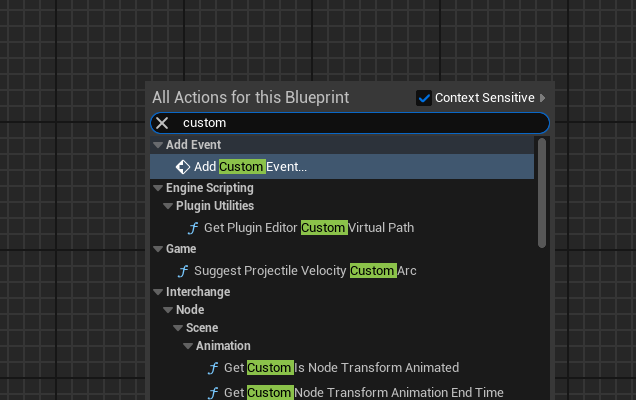 All Actions for this Blueprint Context Sensitive
custom
Add Event
Add Custom Event...
Engine Scripting
Plugin Utilities
Get Plugin Editor Custom Virtual Path
Game
Suggest Projectile Velocity Custom Arc
Interchange
Node
Scene
Animation
Get Custom Is Node Transform Animated
Get Custom Node Transform Animation End Time